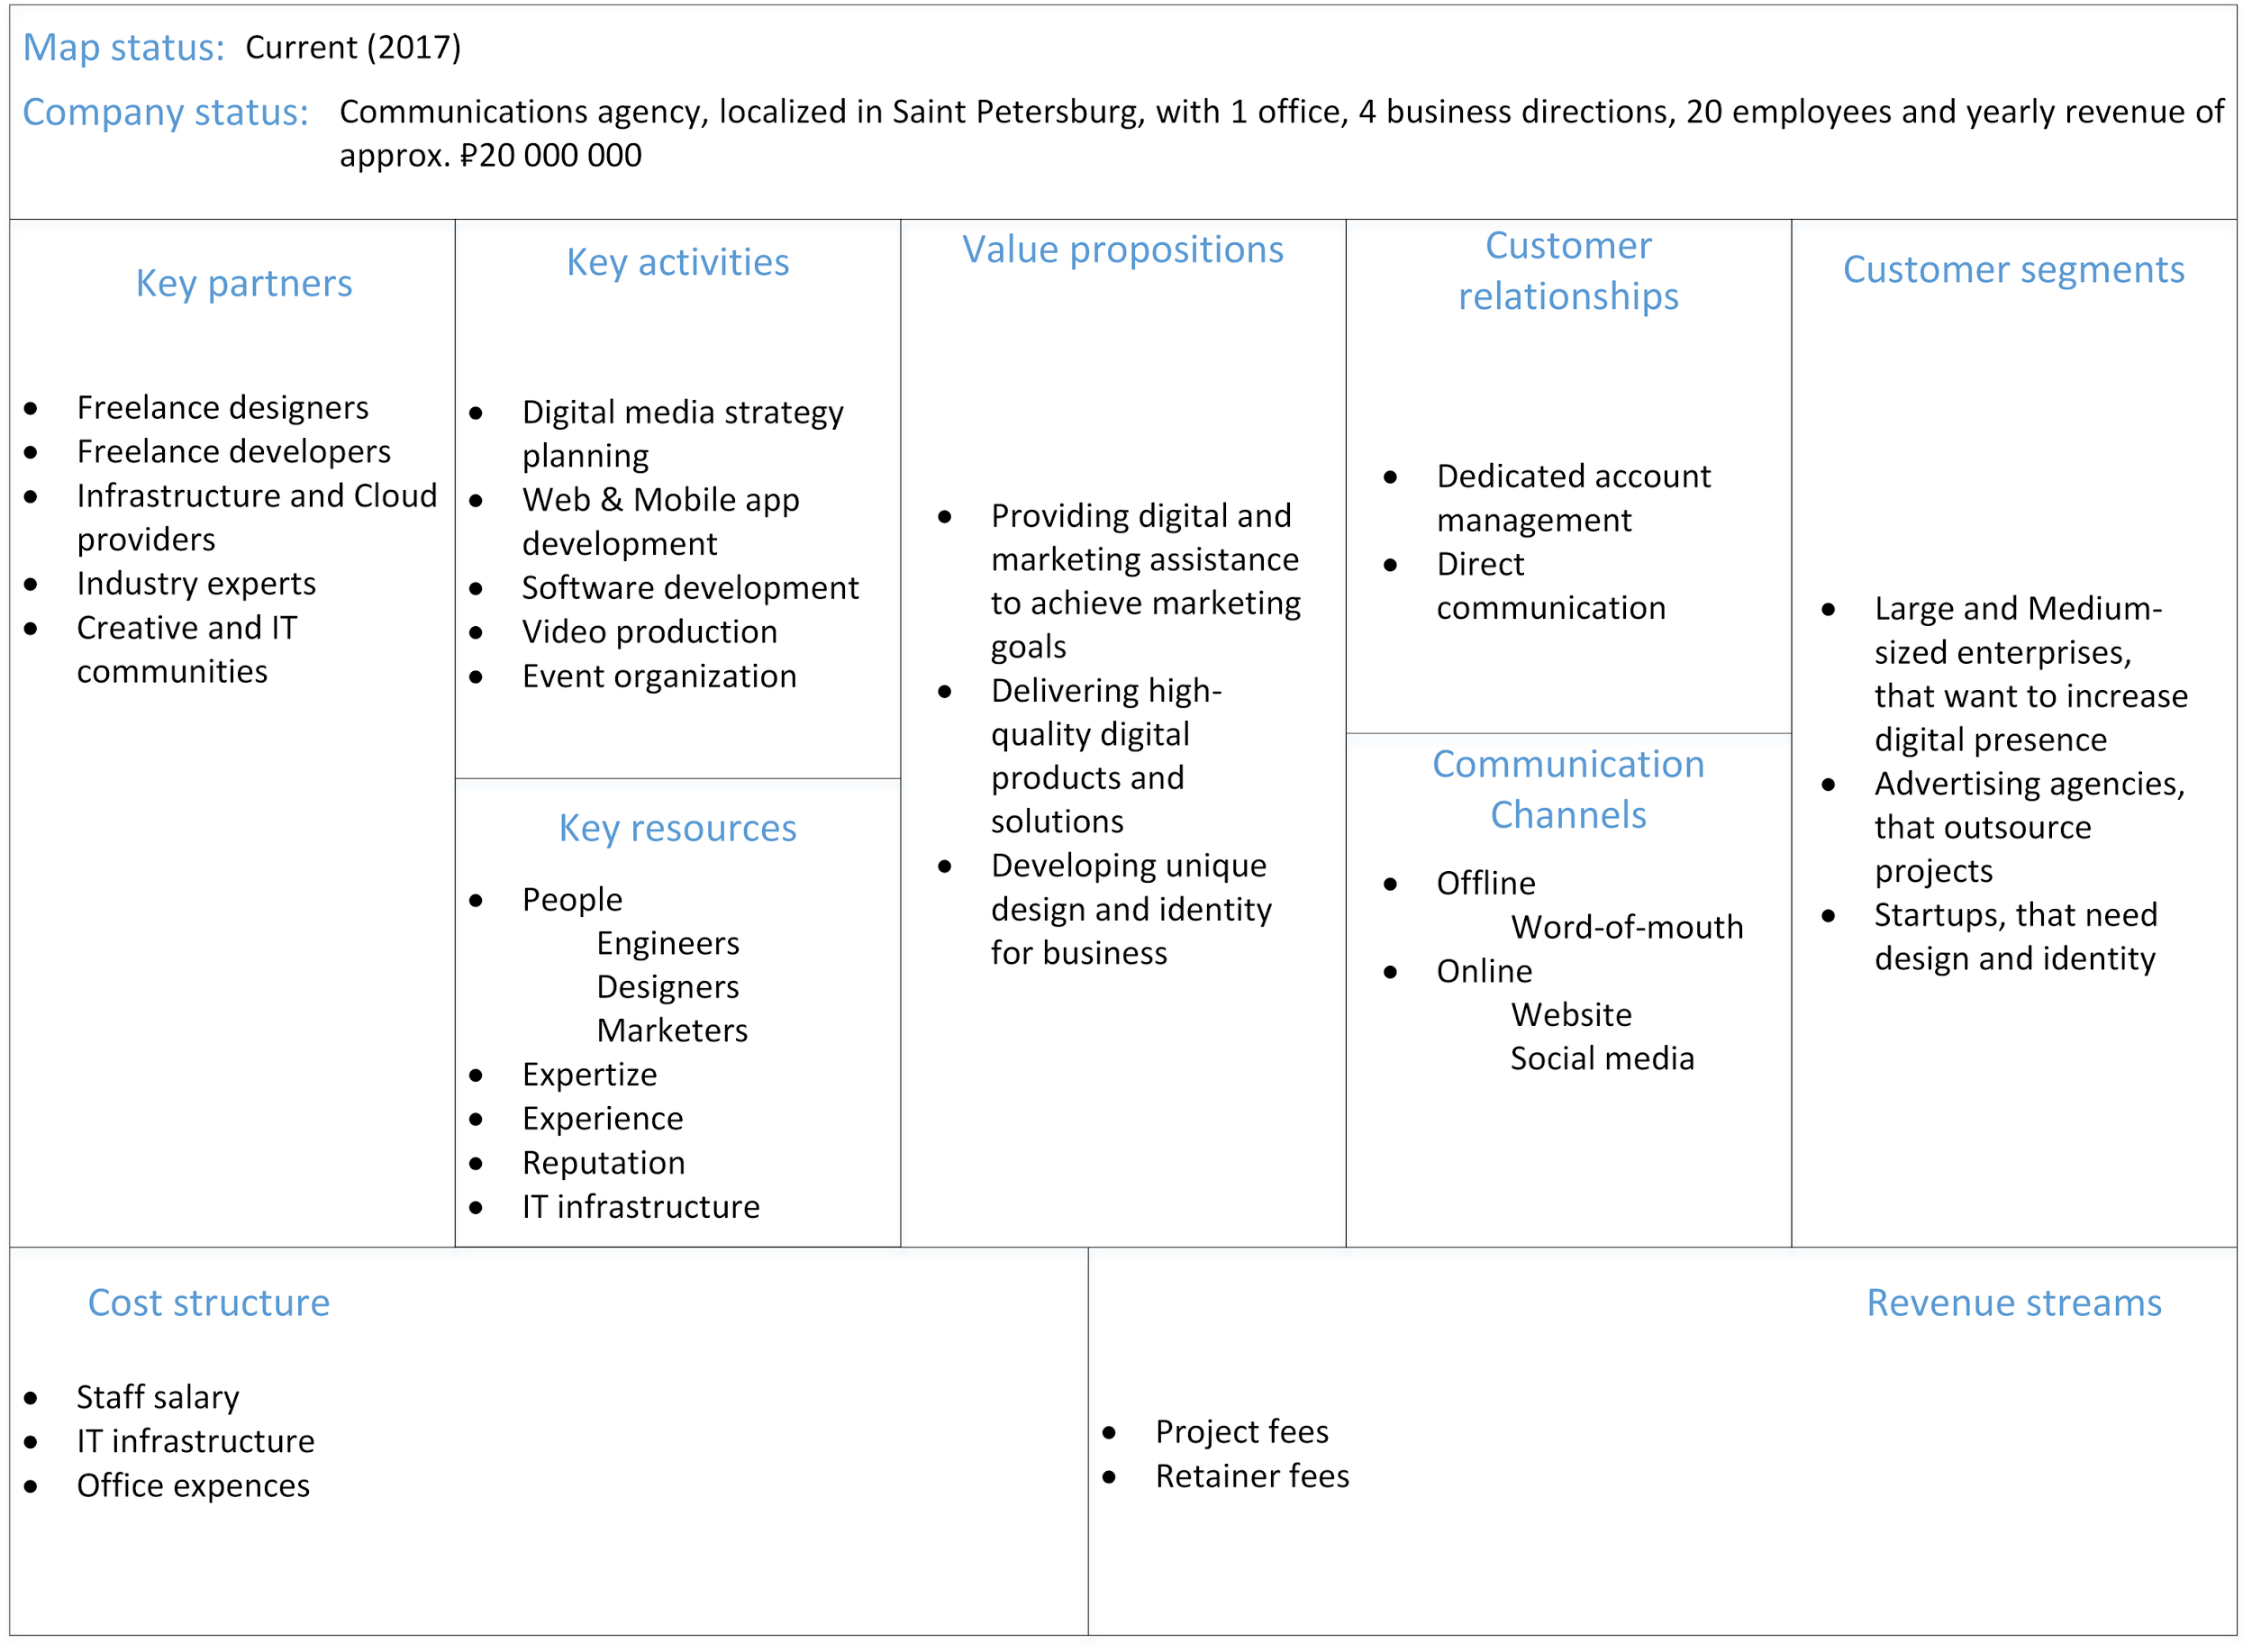 Map status: Current (2017)
Company status: Communications agency, localized in Saint Petersburg, with 1 office, 4 business directions, 20 employees and yearly revenue of
approx. ₽20 000 000
Key partners
• Freelance designers
• Freelance developers
• Infrastructure and Cloud
providers
• Industry experts
• Creative and IT
communities
Key activities
• Digital media strategy
planning
• Web & Mobile app
development
• Software development
• Video production
• Event organization
Key resources
• People
Engineers
Designers
Marketers
• Expertize
• Experience
• Reputation
• IT infrastructure
Value propositions
• Providing digital and
marketing assistance
to achieve marketing
goals
• Delivering high-
quality digital
products and
solutions
• Developing unique
design and identity
for business
Customer
relationships
• Dedicated account
management
• Direct
communication
Communication
Channels
• Offline
Word-of-mouth
• Online
Website
Social media
Customer segments
• Large and Medium-
sized enterprises,
that want to increase
digital presence
• Advertising agencies,
that outsource
projects
• Startups, that need
design and identity
Cost structure
• Staff salary
• IT infrastructure
• Office expences
Revenue streams
• Project fees
• Retainer fees